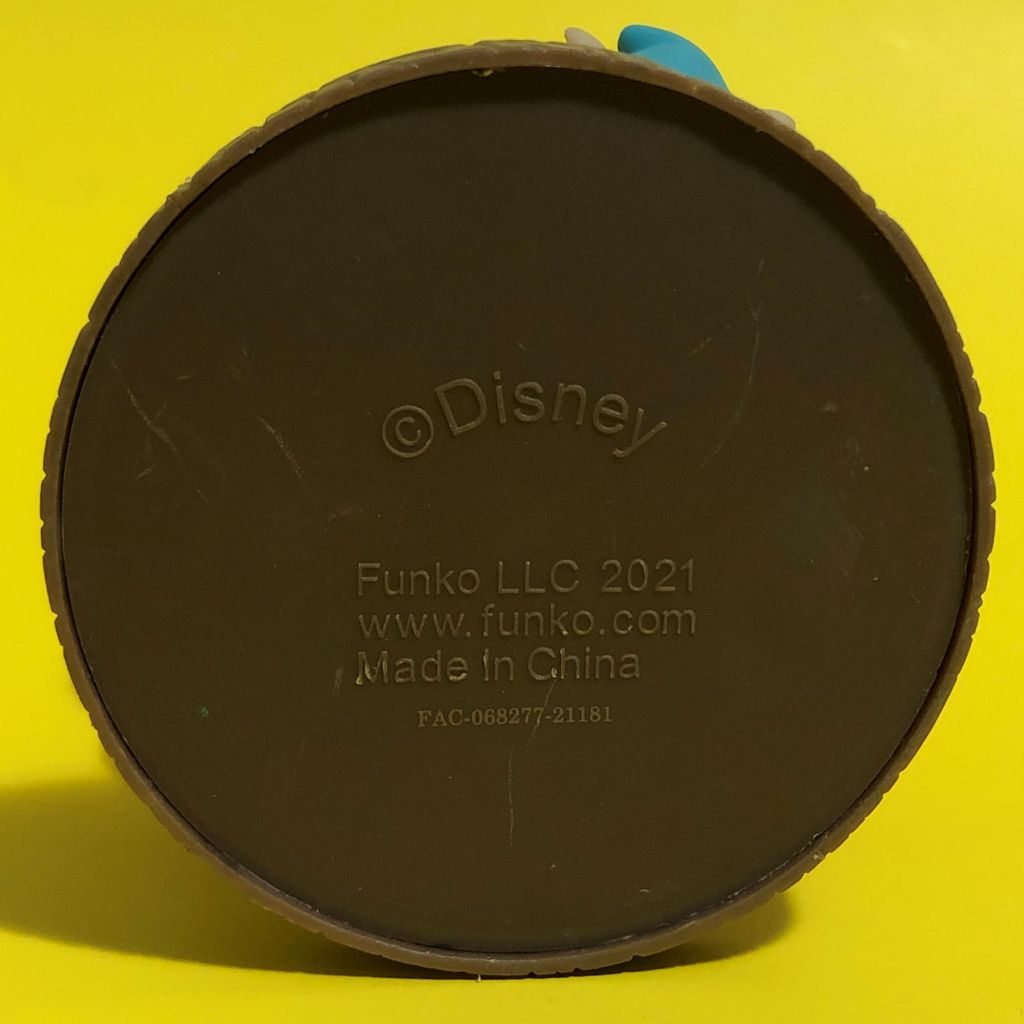 ©Disney
Funko LLC 2021
www.funko.com
Made In China
FAC-068277-21181